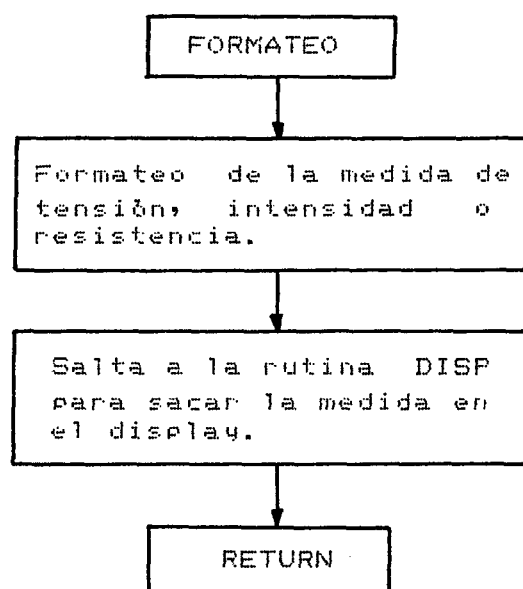 FORMATEO
Formateo de la medida de
tensión, intensidad o
resistencia.
Salta a la rutina DISP
para sacar la medida en
el display.
RETURN